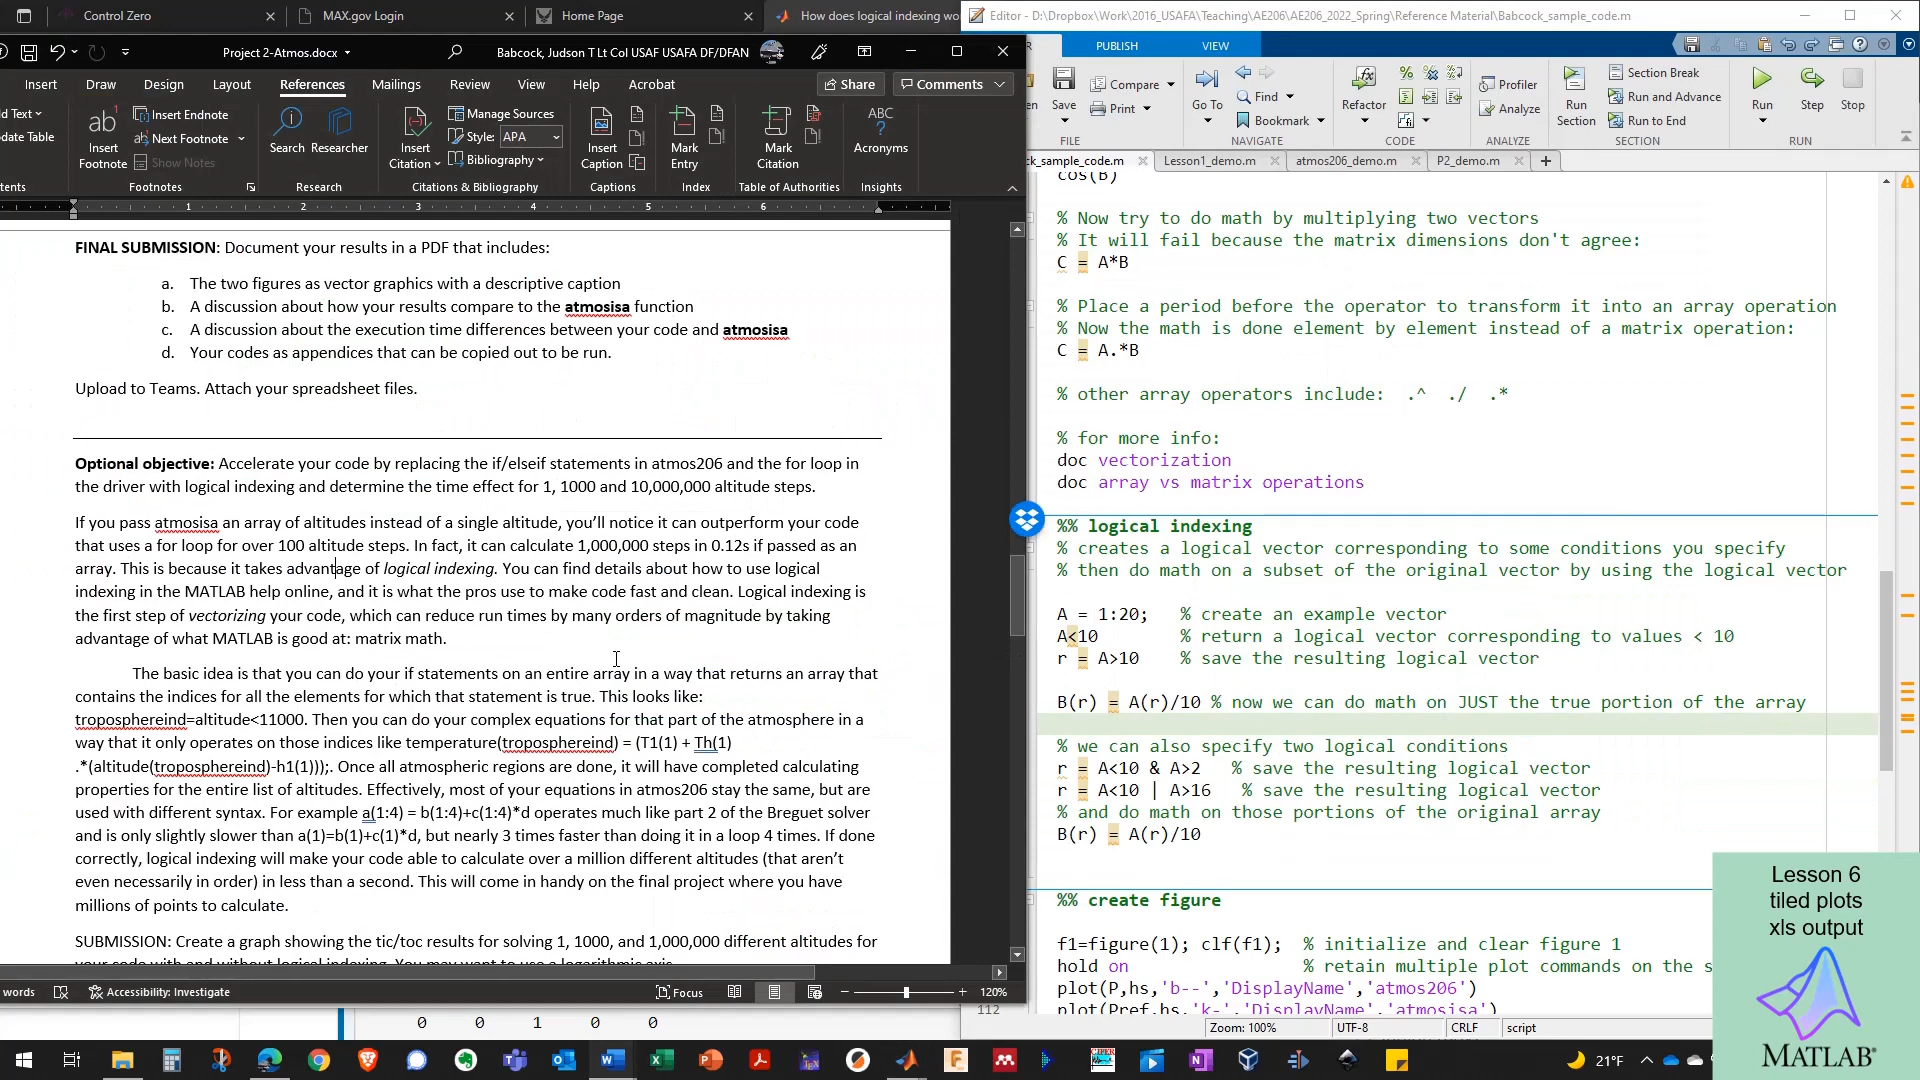 Control Zero
MAX.gov Login
Home Page
How does logical indexing wo
Editor - D:\Dropbox\Work\2016_USAFA\Teaching\AE206\AE206_2022_Spring\Reference Material\Babcock_sample_code.m
Project 2-Atmos.docx
Babcock, Judson T Lt Col USAF USAFA DF/DFAN
PUBLISH
VIEW
Insert
Draw
Design
Layout
References
Mailings
Review
View
Help
Acrobat
Share
Comments
d Text
date Table
ab
Insert Footnote
Insert Endnote
Next Footnote
Show Notes
Search
Researcher
Insert Citation
Manage Sources
Style: APA
Bibliography
Insert Caption
Mark Entry
Mark Citation
ABC
Acronyms
tents
Footnotes
Research
Citations & Bibliography
Captions
Index
Table of Authorities
Insights
Save
Compare
Print
Go To
Find
Bookmark
Refactor
Profiler
Analyze
Run Section
Section Break
Run and Advance
Run to End
Run
Step
Stop
FILE
NAVIGATE
CODE
ANALYZE
SECTION
RUN
ck_sample_code.m
Lesson1_demo.m
atmos206_demo.m
P2_demo.m
1 2 3 4 5 6
FINAL SUBMISSION: Document your results in a PDF that includes:
a. The two figures as vector graphics with a descriptive caption
b. A discussion about how your results compare to the atmosisa function
c. A discussion about the execution time differences between your code and atmosisa
d. Your codes as appendices that can be copied out to be run.
Upload to Teams. Attach your spreadsheet files.
Optional objective: Accelerate your code by replacing the if/elseif statements in atmos206 and the for loop in
the driver with logical indexing and determine the time effect for 1, 1000 and 10,000,000 altitude steps.
If you pass atmosisa an array of altitudes instead of a single altitude, you’ll notice it can outperform your code
that uses a for loop for over 100 altitude steps. In fact, it can calculate 1,000,000 steps in 0.12s if passed as an
array. This is because it takes advantage of logical indexing. You can find details about how to use logical
indexing in the MATLAB help online, and it is what the pros use to make code fast and clean. Logical indexing is
the first step of vectorizing your code, which can reduce run times by many orders of magnitude by taking
advantage of what MATLAB is good at: matrix math.
The basic idea is that you can do your if statements on an entire array in a way that returns an array that
contains the indices for all the elements for which that statement is true. This looks like:
troposphereind=altitude<11000. Then you can do your complex equations for that part of the atmosphere in a
way that it only operates on those indices like temperature(troposphereind) = (T1(1) + Th(1)
.*(altitude(troposphereind)-h1(1)));. Once all atmospheric regions are done, it will have completed calculating
properties for the entire list of altitudes. Effectively, most of your equations in atmos206 stay the same, but are
used with different syntax. For example a(1:4) = b(1:4)+c(1:4)*d operates much like part 2 of the Breguet solver
and is only slightly slower than a(1)=b(1)+c(1)*d, but nearly 3 times faster than doing it in a loop 4 times. If done
correctly, logical indexing will make your code able to calculate over a million different altitudes (that aren’t
even necessarily in order) in less than a second. This will come in handy on the final project where you have
millions of points to calculate.
SUBMISSION: Create a graph showing the tic/toc results for solving 1, 1000, and 1,000,000 different altitudes for
your code with and without logical indexing. You may want to use a logarithmic axis.
words
Accessibility: Investigate
Focus
120%
0 0 1 0 0
cos(B)
% Now try to do math by multiplying two vectors
% It will fail because the matrix dimensions don't agree:
C = A*B
% Place a period before the operator to transform it into an array operation
% Now the math is done element by element instead of a matrix operation:
C = A.*B
% other array operators include: .^ ./ .*
% for more info:
doc vectorization
doc array vs matrix operations
%% logical indexing
% creates a logical vector corresponding to some conditions you specify
% then do math on a subset of the original vector by using the logical vector
A = 1:20; % create an example vector
A<10 % return a logical vector corresponding to values < 10
r = A>10 % save the resulting logical vector
B(r) = A(r)/10 % now we can do math on JUST the true portion of the array
% we can also specify two logical conditions
r = A<10 & A>2 % save the resulting logical vector
r = A<10 | A>16 % save the resulting logical vector
% and do math on those portions of the original array
B(r) = A(r)/10
%% create figure
f1=figure(1); clf(f1); % initialize and clear figure 1
hold on % retain multiple plot commands on the s
plot(P,hs,'b--','DisplayName','atmos206')
112 plot(Pref,hs,'k-','DisplayName','atmosisa')
Zoom: 100%
UTF-8
CRLF
script
Lesson 6
tiled plots
xls output
MATLAB
21°F